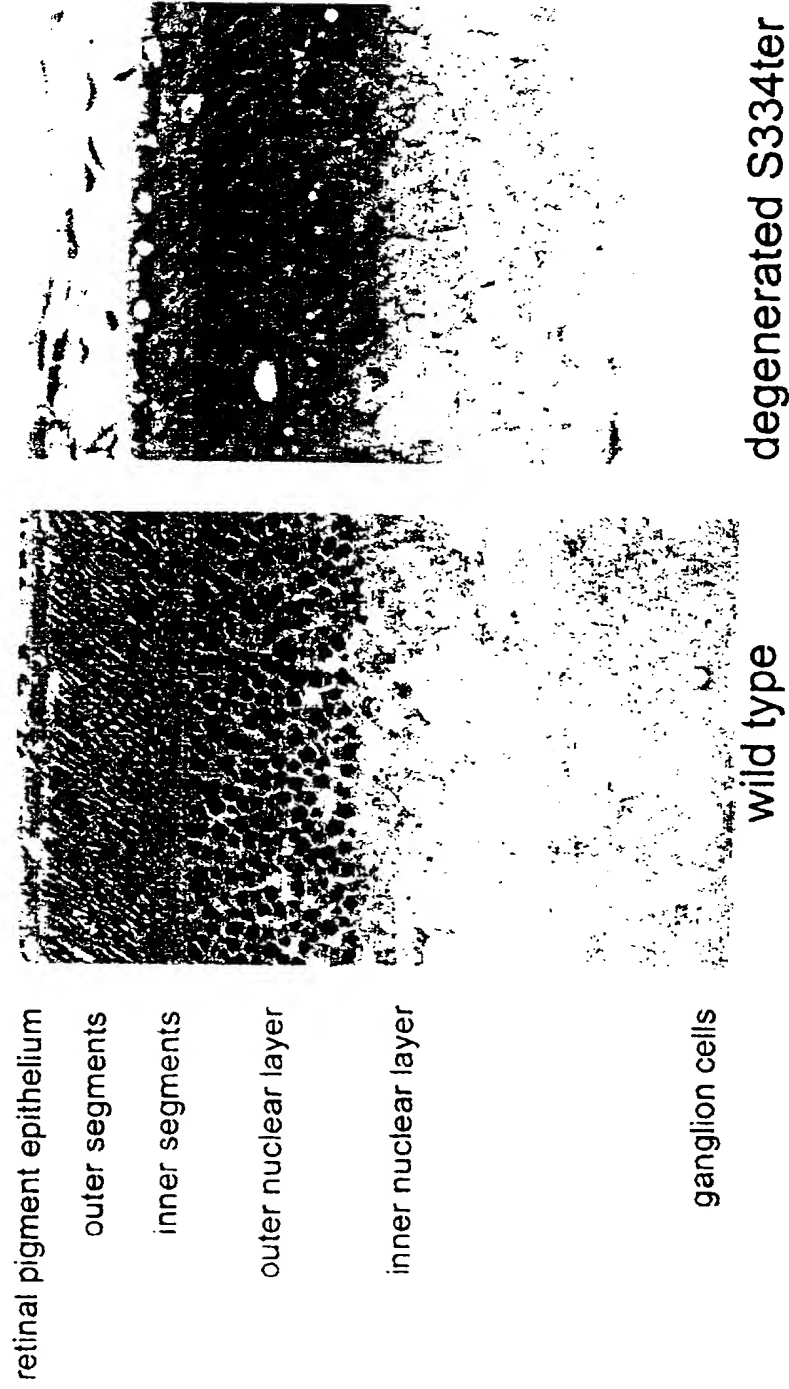 retinal pigment epithelium
outer segments
inner segments
outer nuclear layer
inner nuclear layer
ganglion cells
wild type
degenerated S334ter